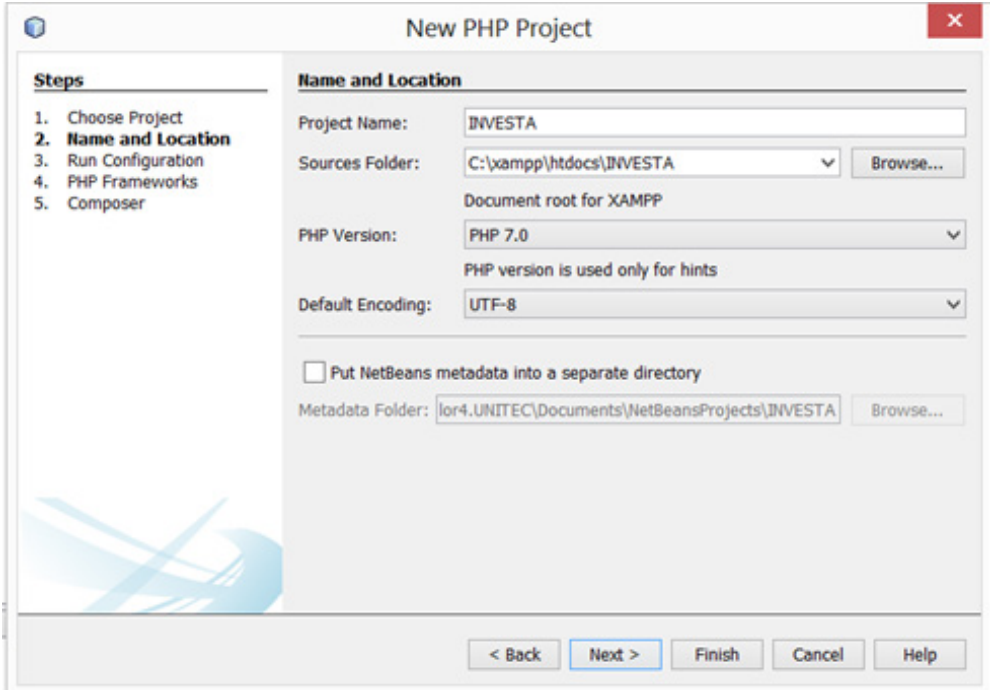 New PHP Project
Steps
1. Choose Project
2. Name and Location
3. Run Configuration
4. PHP Frameworks
5. Composer
Name and Location
Project Name: INVESTA
Sources Folder: C:\xampp\htdocs\INVESTA Browse...
Document root for XAMPP
PHP Version: PHP 7.0
PHP version is used only for hints
Default Encoding: UTF-8
Put NetBeans metadata into a separate directory
Metadata Folder: lor4.UNITEC\Documents\NetBeansProjects\INVESTA Browse...
< Back Next > Finish Cancel Help